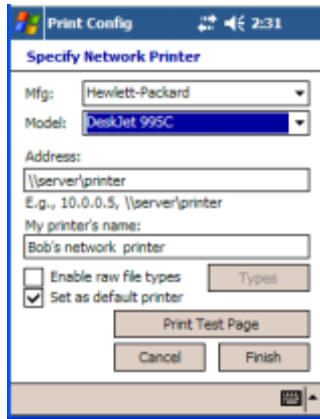 Print Config 2:31
Specify Network Printer
Mfg: Hewlett-Packard
Model: DeskJet 995C
Address:
\\server\printer
E.g., 10.0.0.5, \\server\printer
My printer's name:
Bob's network printer
Enable raw file types Types
Set as default printer
Print Test Page
Cancel Finish